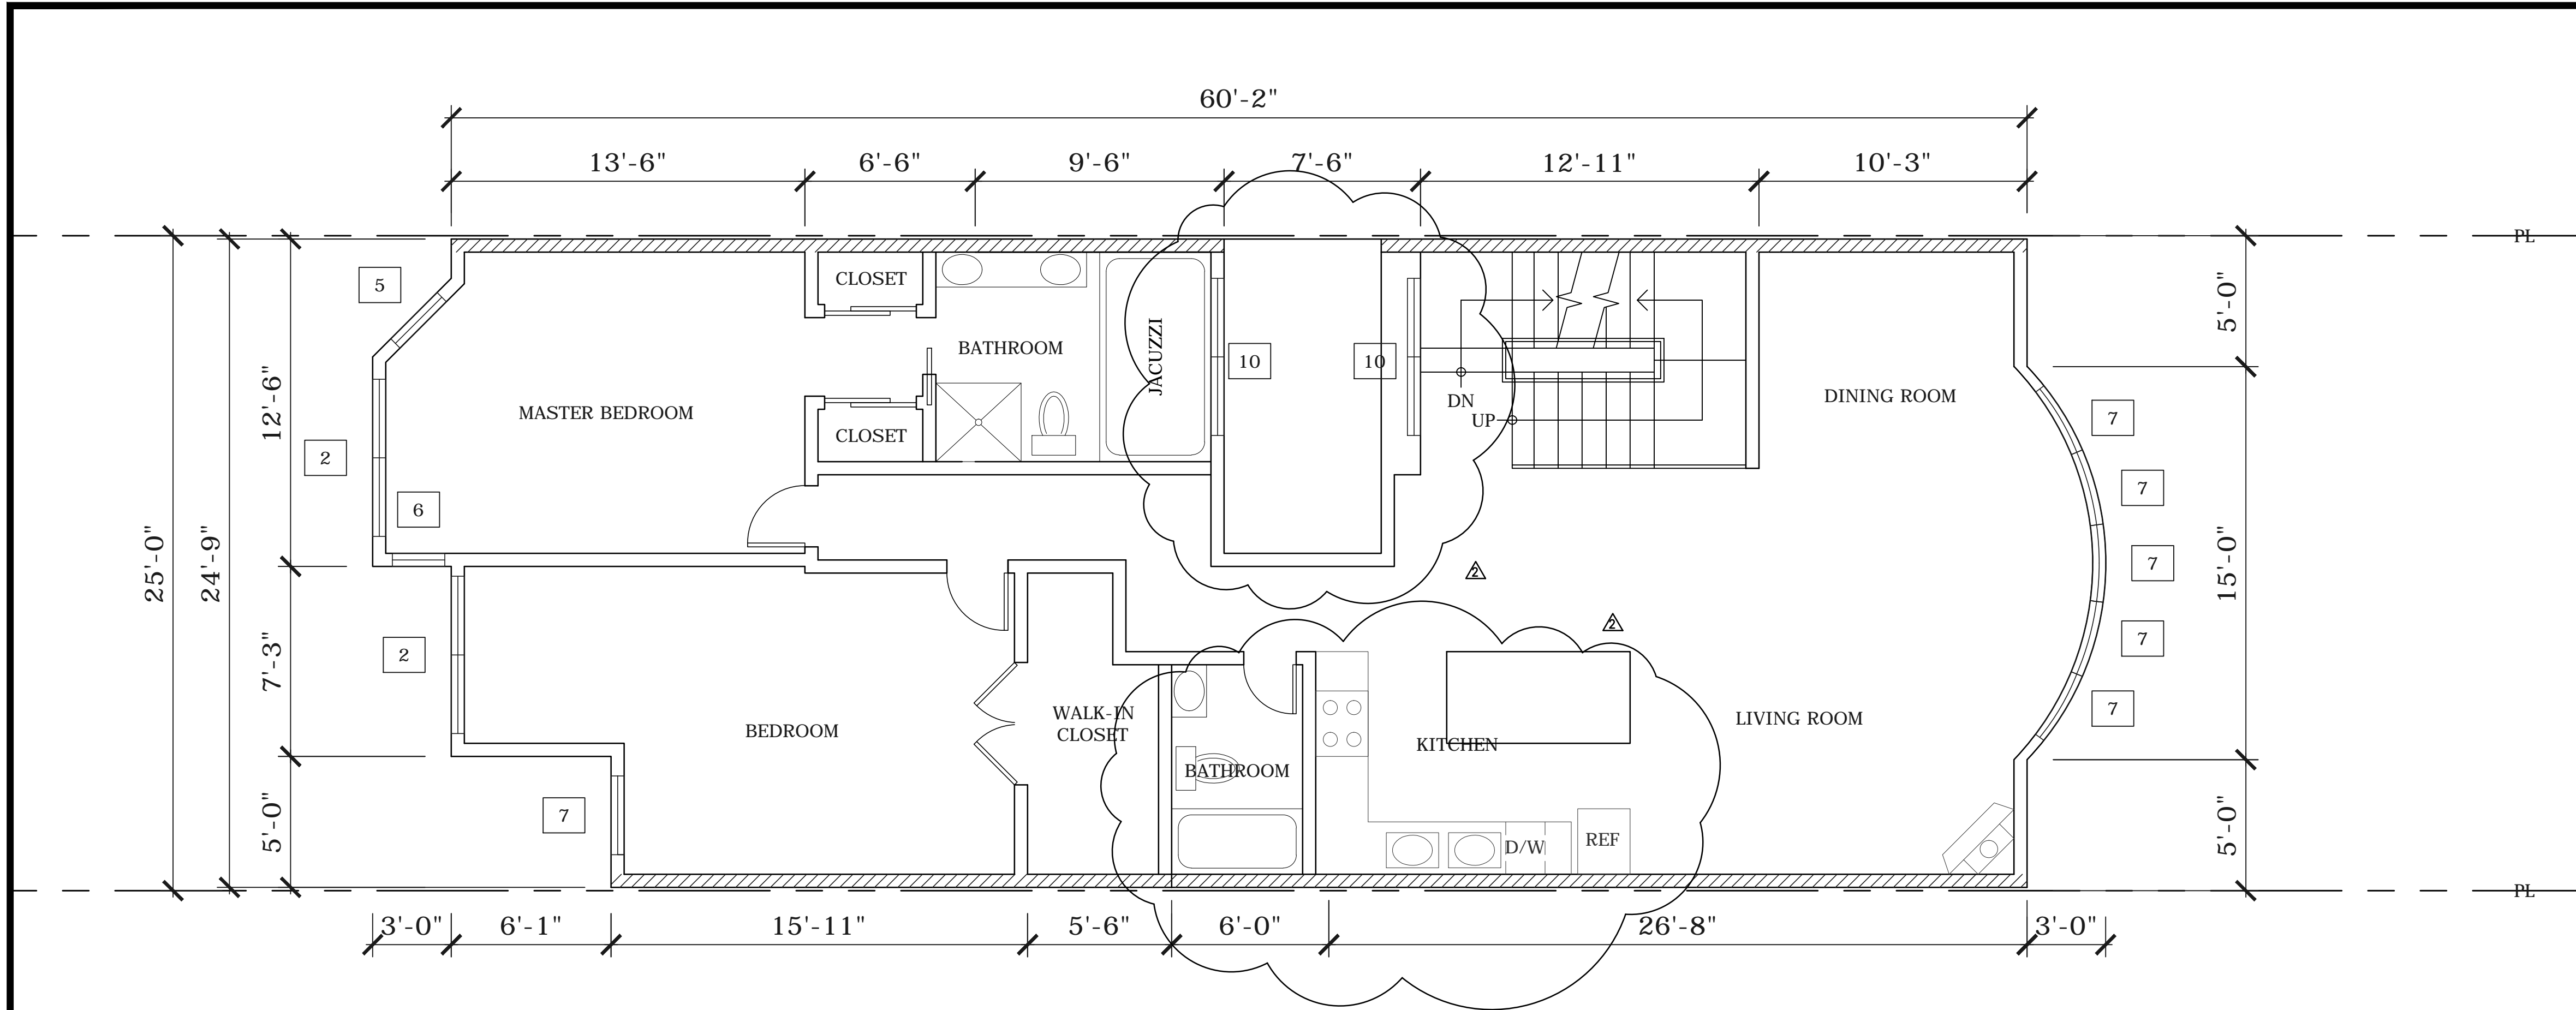 60'-2"
13'-6"
6'-6"
9'-6"
7'-6"
12'-11"
10'-3"
PL
5
CLOSET
5'-0"
BATHROOM
JACUZZI
10
10
DN
UP
DINING ROOM
12'-6"
MASTER BEDROOM
7
CLOSET
2
7
6
25'-0"
24'-9"
15'-0"
7
2
2
7'-3"
2
7
BEDROOM
WALK-IN
CLOSET
LIVING ROOM
7
KITCHEN
BATHROOM
7
5'-0"
D/W
REF
5'-0"
PL
3'-0"
6'-1"
15'-11"
5'-6"
6'-0"
26'-8"
3'-0"